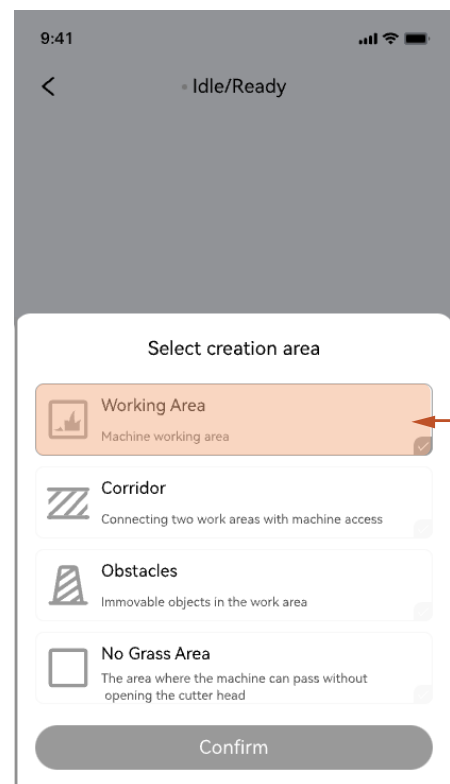 9:41
Idle/Ready
Select creation area
Working Area
Machine working area
Corridor
Connecting two work areas with machine access
Obstacles
Immovable objects in the work area
No Grass Area
The area where the machine can pass without
opening the cutter head
Confirm